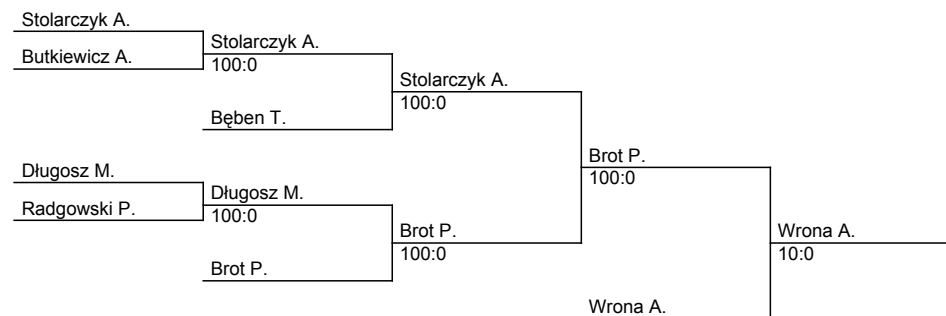 Stolarczyk A.
Butkiewicz A.
Stolarczyk A.
100:0
Bęben T.
Stolarczyk A.
100:0
Długosz M.
Radgowski P.
Długosz M.
100:0
Brot P.
Brot P.
100:0
Brot P.
100:0
Wrona A.
Wrona A.
10:0